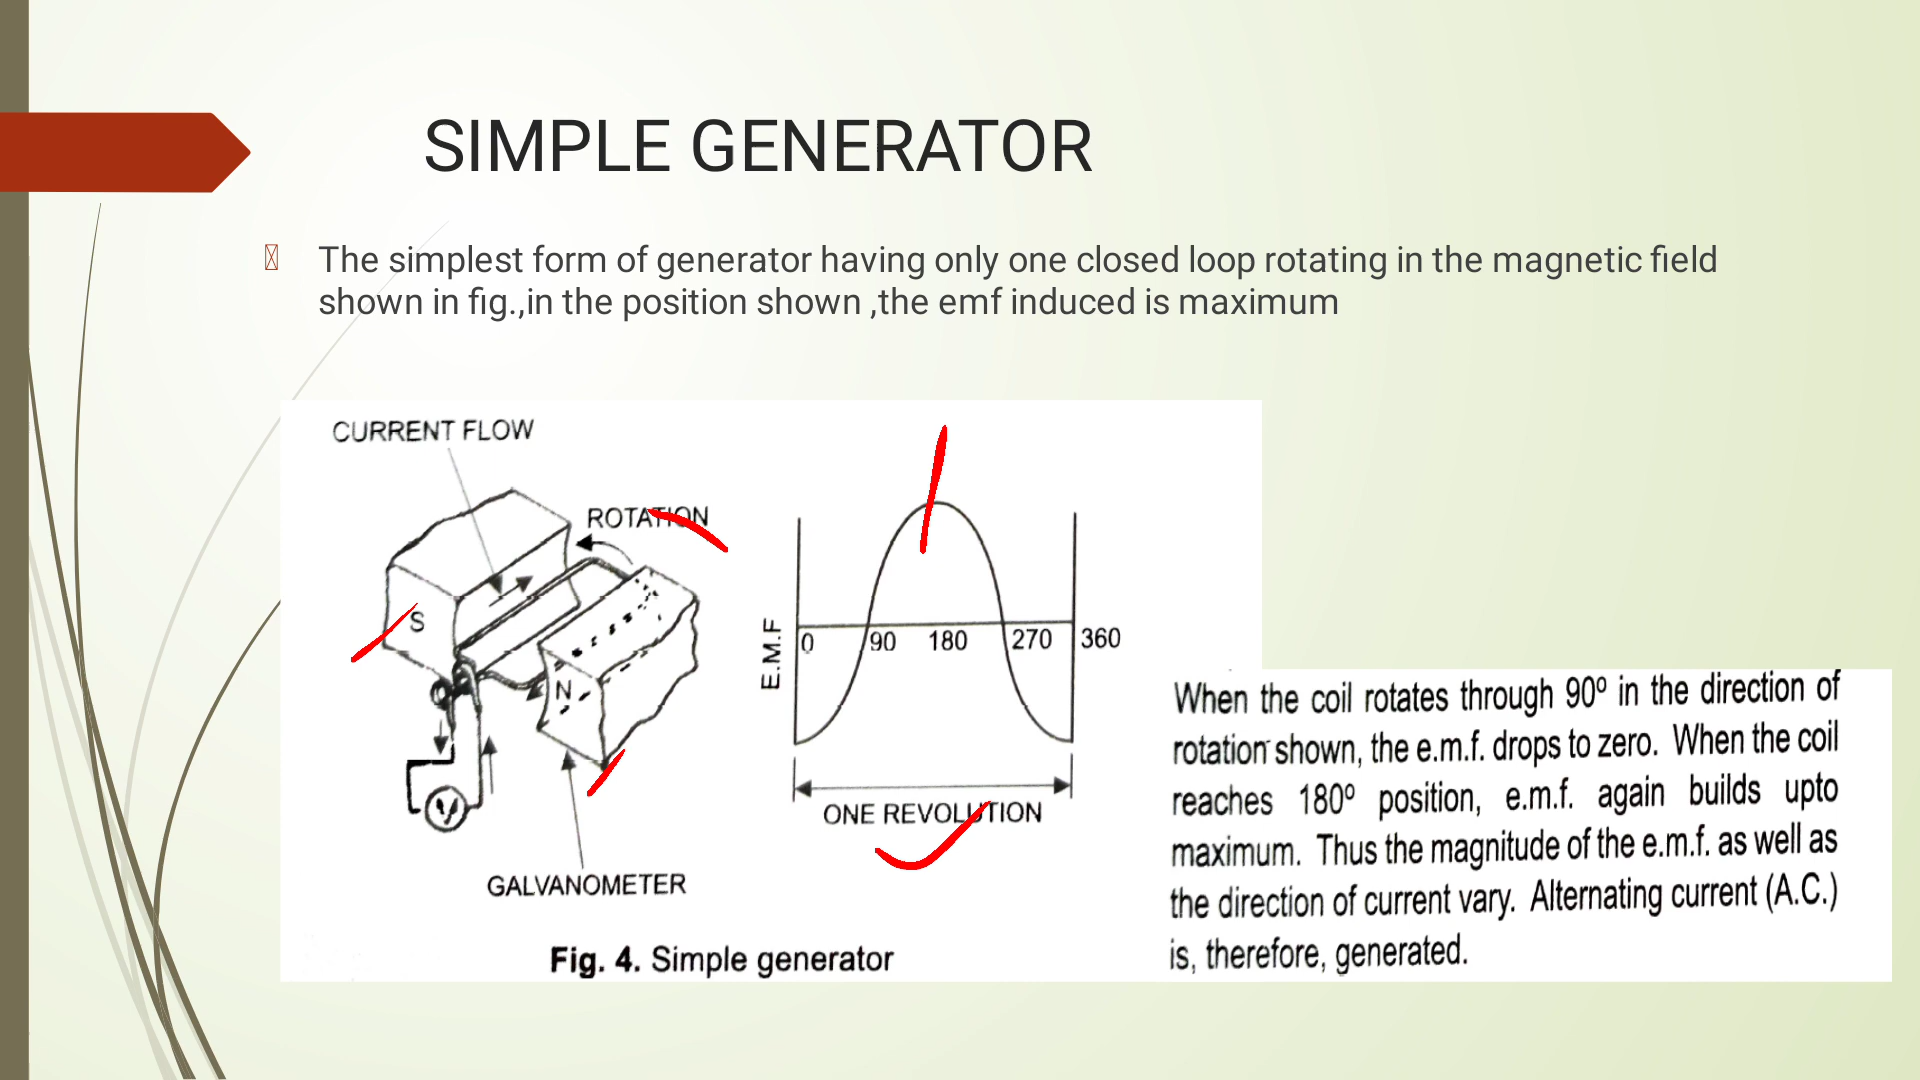 SIMPLE GENERATOR
The simplest form of generator having only one closed loop rotating in the magnetic field
shown in fig.,in the position shown ,the emf induced is maximum
CURRENT FLOW
ROTATION
S
N
GALVANOMETER
E.M.F
0 90 180 270 360
ONE REVOLUTION
Fig. 4. Simple generator
When the coil rotates through 90º in the direction of
rotation shown, the e.m.f. drops to zero. When the coil
reaches 180º position, e.m.f. again builds upto
maximum. Thus the magnitude of the e.m.f. as well as
the direction of current vary. Alternating current (A.C.)
is, therefore, generated.